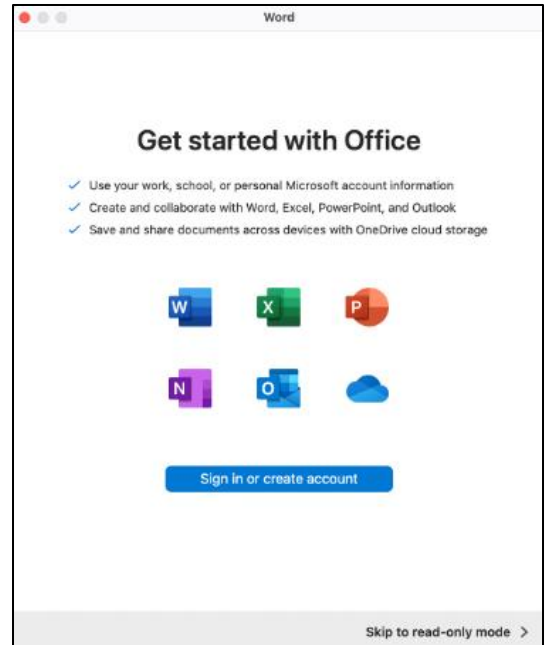 Word
Get started with Office
✓ Use your work, school, or personal Microsoft account information
✓ Create and collaborate with Word, Excel, PowerPoint, and Outlook
✓ Save and share documents across devices with OneDrive cloud storage
W X P
N O
Sign in or create account
Skip to read-only mode >